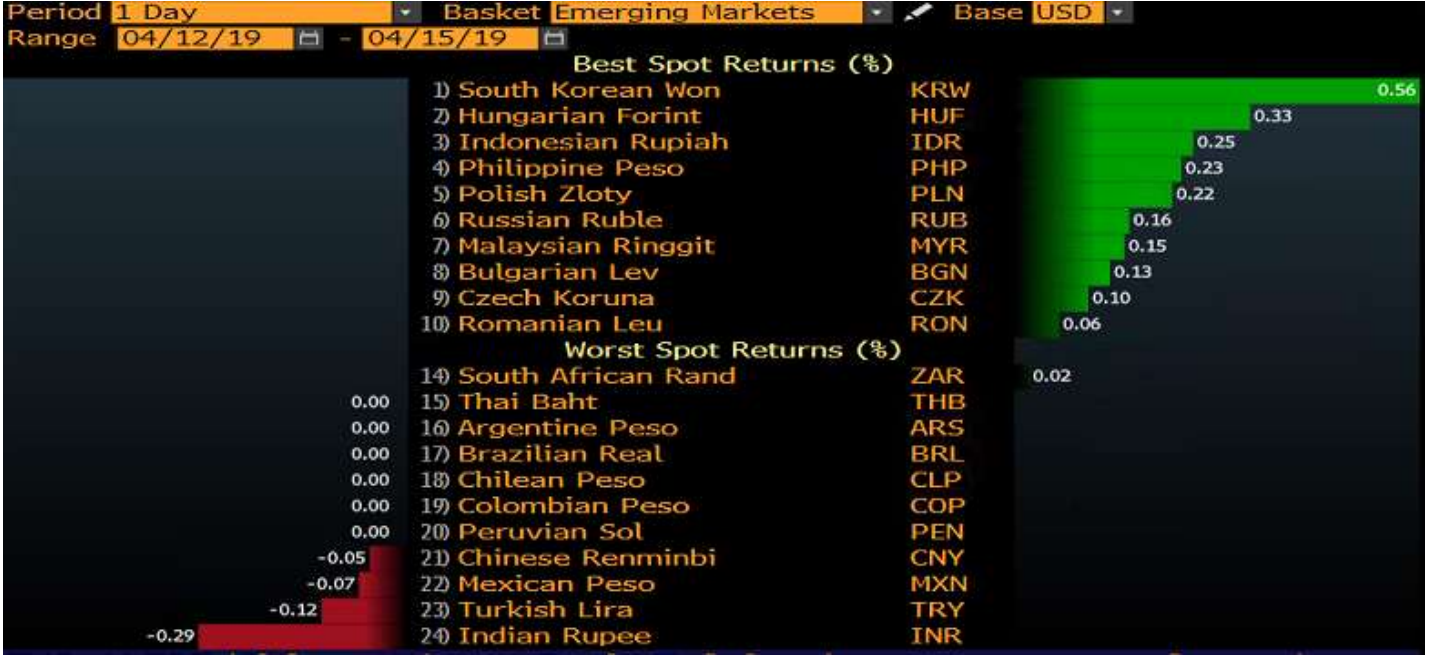 Period 1 Day Basket Emerging Markets Base USD
Range 04/12/19 - 04/15/19
Best Spot Returns (%)
1) South Korean Won KRW 0.56
2) Hungarian Forint HUF 0.33
3) Indonesian Rupiah IDR 0.25
4) Philippine Peso PHP 0.23
5) Polish Zloty PLN 0.22
6) Russian Ruble RUB 0.16
7) Malaysian Ringgit MYR 0.15
8) Bulgarian Lev BGN 0.13
9) Czech Koruna CZK 0.10
10) Romanian Leu RON 0.06
Worst Spot Returns (%)
14) South African Rand ZAR 0.02
0.00 15) Thai Baht THB
0.00 16) Argentine Peso ARS
0.00 17) Brazilian Real BRL
0.00 18) Chilean Peso CLP
0.00 19) Colombian Peso COP
0.00 20) Peruvian Sol PEN
-0.05 21) Chinese Renminbi CNY
-0.07 22) Mexican Peso MXN
-0.12 23) Turkish Lira TRY
-0.29 24) Indian Rupee INR